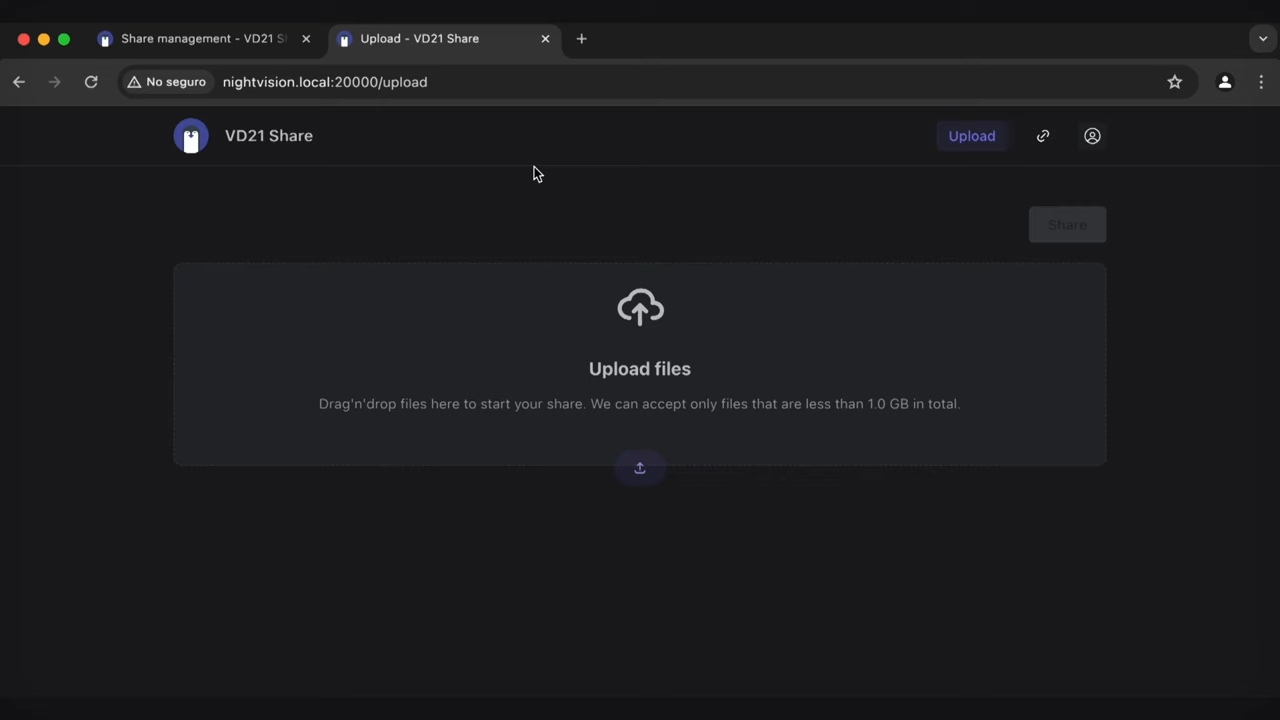 Share management - VD21 S
Upload - VD21 Share
No seguro
nightvision.local:20000/upload
VD21 Share
Upload
Share
Upload files
Drag'n'drop files here to start your share. We can accept only files that are less than 1.0 GB in total.